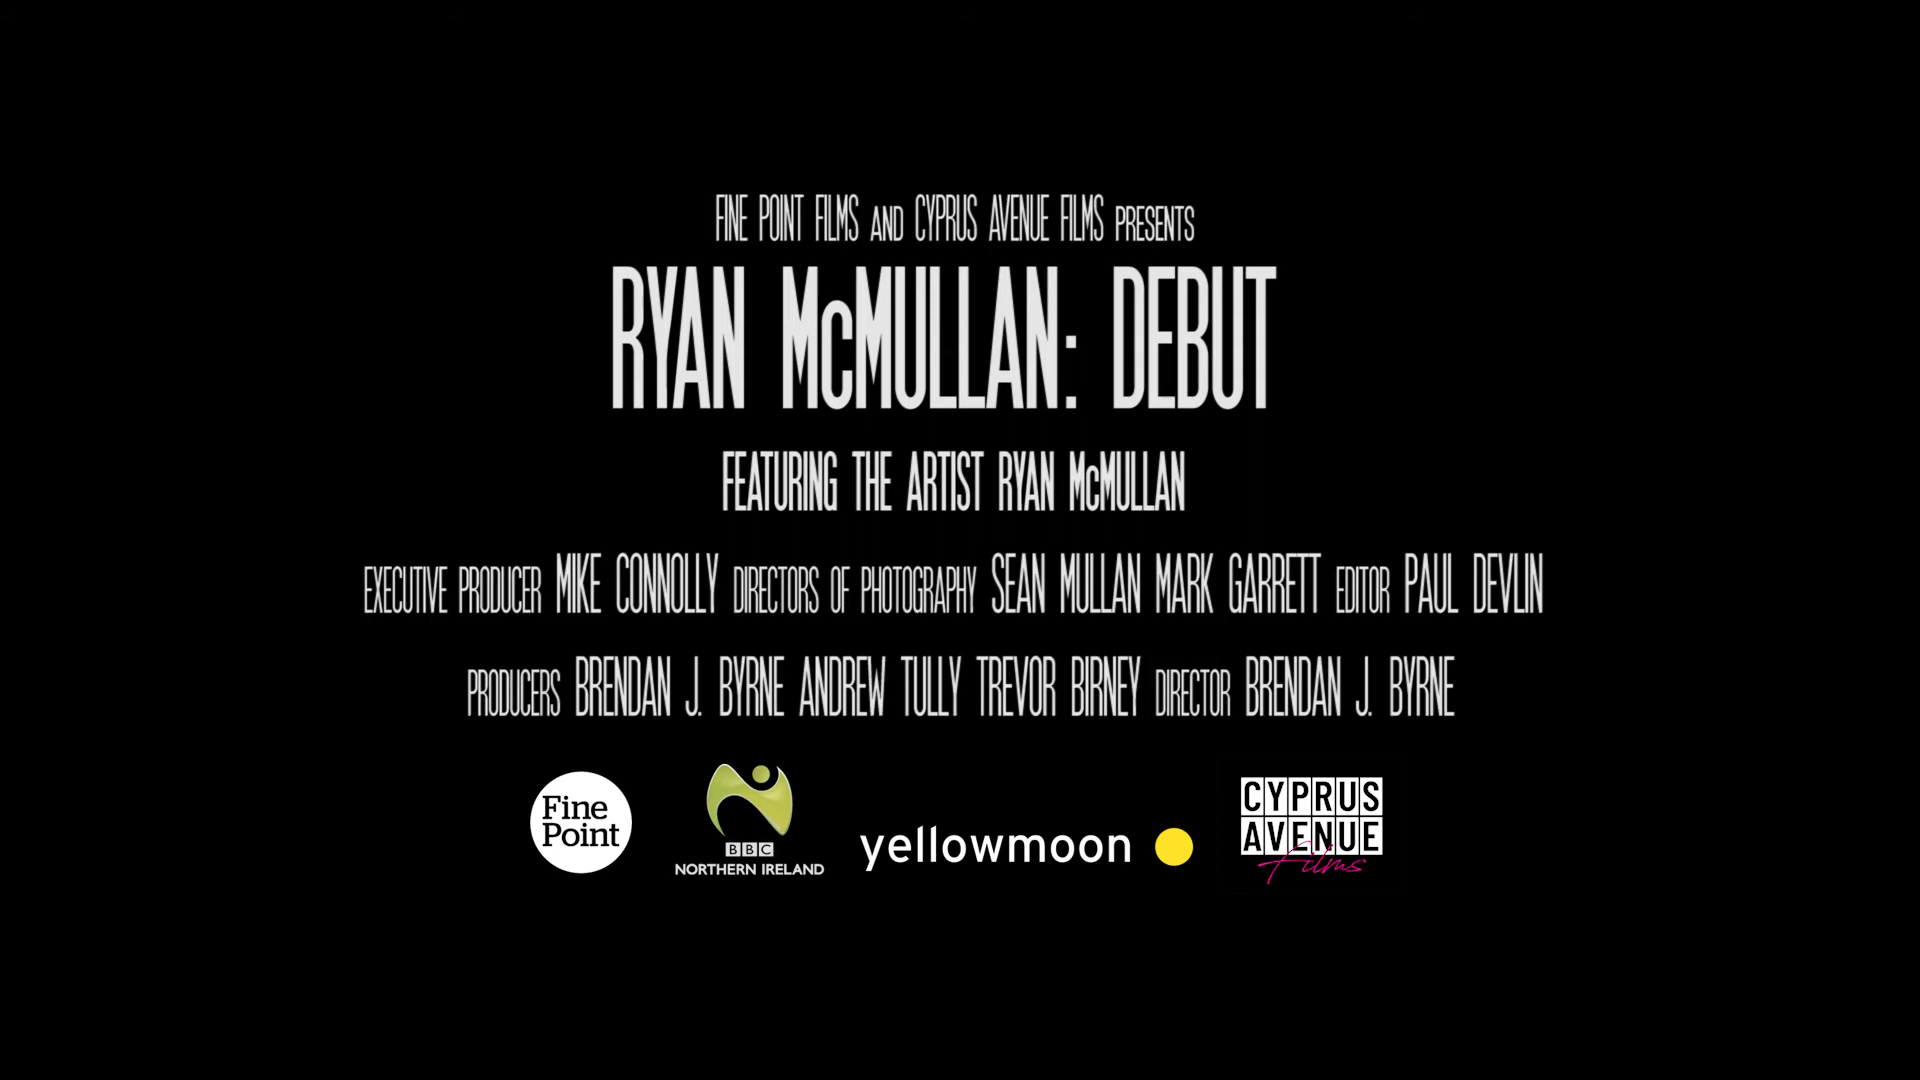 FINE POINT FILMS AND CYPRUS AVENUE FILMS PRESENTS
RYAN McMULLAN: DEBUT
FEATURING THE ARTIST RYAN McMULLAN
EXECUTIVE PRODUCER MIKE CONNOLLY DIRECTORS OF PHOTOGRAPHY SEAN MULLAN MARK GARRETT EDITOR PAUL DEVLIN
PRODUCERS BRENDAN J. BYRNE ANDREW TULLY TREVOR BIRNEY DIRECTOR BRENDAN J. BYRNE
Fine
Point
BBC
NORTHERN IRELAND
yellowmoon
CYPRUS
AVENUE
Films